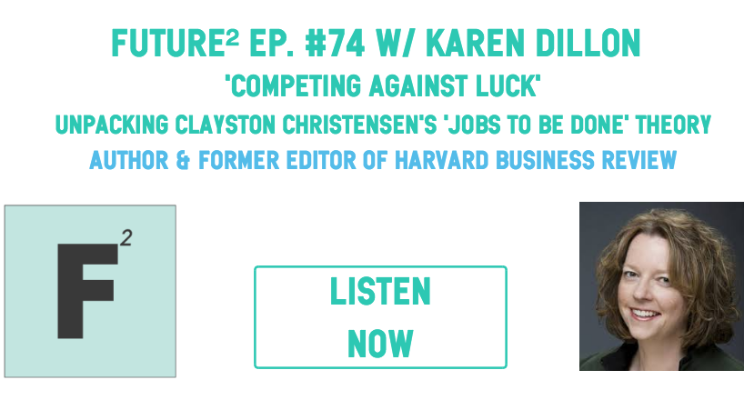 FUTURE² EP. #74 W/ KAREN DILLON
'COMPETING AGAINST LUCK'
UNPACKING CLAYSTON CHRISTENSEN'S 'JOBS TO BE DONE' THEORY
AUTHOR & FORMER EDITOR OF HARVARD BUSINESS REVIEW
F²
LISTEN
NOW